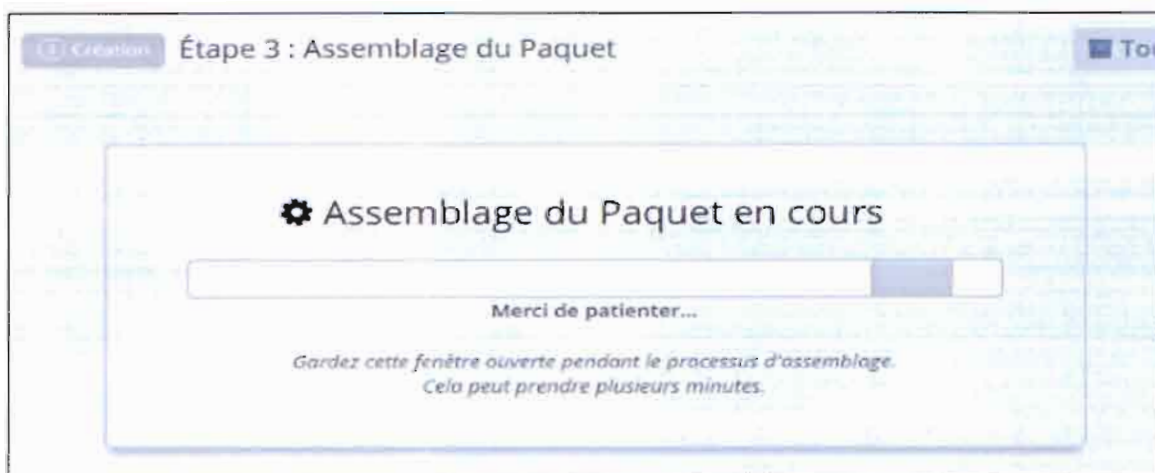 Création
Étape 3 : Assemblage du Paquet
Assemblage du Paquet en cours
Merci de patienter...
Gardez cette fenêtre ouverte pendant le processus d'assemblage.
Cela peut prendre plusieurs minutes.